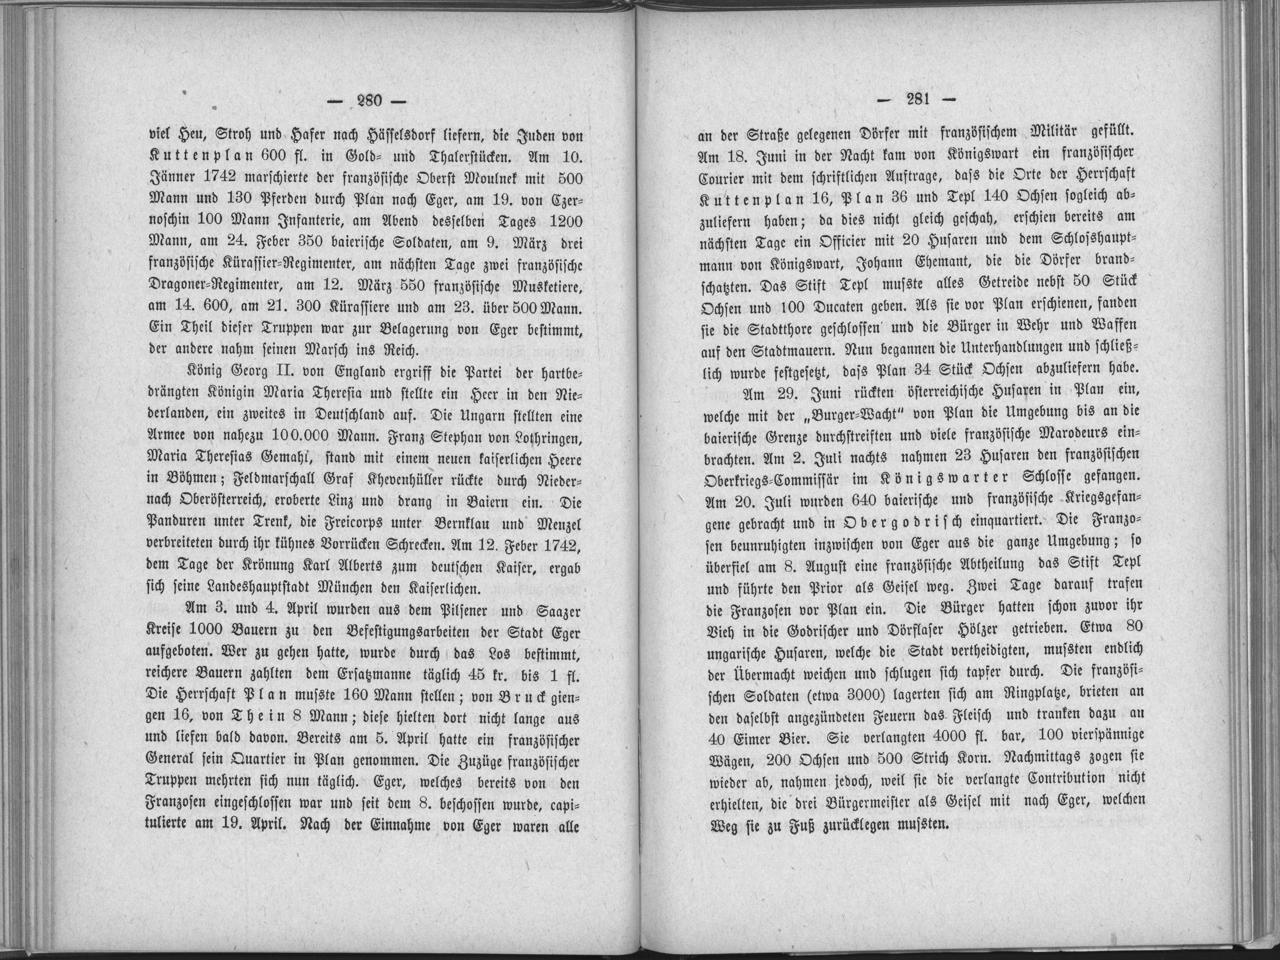 — 280 —
viel Heu, Stroh und Hafer nach Hässelsdorf liefern, die Juden von
Kuttenplan 600 fl. in Gold- und Thalerstücken. Am 10.
Jänner 1742 marschierte der französische Oberst Moulnek mit 500
Mann und 130 Pferden durch Plan nach Eger, am 19. von Czer-
noschin 100 Mann Infanterie, am Abend desselben Tages 1200
Mann, am 24. Feber 350 baierische Soldaten, am 9. März drei
französische Kürassier-Regimenter, am nächsten Tage zwei französische
Dragoner-Regimenter, am 12. März 550 französische Musketiere,
am 14. 600, am 21. 300 Kürassiere und am 23. über 500 Mann.
Ein Theil dieser Truppen war zur Belagerung von Eger bestimmt,
der andere nahm seinen Marsch ins Reich.
König Georg II. von England ergriff die Partei der hartbe-
drängten Königin Maria Theresia und stellte ein Heer in den Nie-
derlanden, ein zweites in Deutschland auf. Die Ungarn stellten eine
Armee von nahezu 100.000 Mann. Franz Stephan von Lothringen,
Maria Theresias Gemahl, stand mit einem neuen kaiserlichen Heere
in Böhmen; Feldmarschall Graf Khevenhüller rückte durch Nieder-
nach Oberösterreich, eroberte Linz und drang in Baiern ein. Die
Panduren unter Trenk, die Freicorps unter Bernklau und Menzel
verbreiteten durch ihr kühnes Vorrücken Schrecken. Am 12. Feber 1742,
dem Tage der Krönung Karl Alberts zum deutschen Kaiser, ergab
sich seine Landeshauptstadt München den Kaiserlichen.
Am 3. und 4. April wurden aus dem Pilsener und Saazer
Kreise 1000 Bauern zu den Befestigungsarbeiten der Stadt Eger
aufgeboten. Wer zu gehen hatte, wurde durch das Los bestimmt,
reichere Bauern zahlten dem Ersatzmanne täglich 45 kr. bis 1 fl.
Die Herrschaft Plan musste 160 Mann stellen; von Bruck gien-
gen 16, von Thein 8 Mann; diese hielten dort nicht lange aus
und liefen bald davon. Bereits am 5. April hatte ein französischer
General sein Quartier in Plan genommen. Die Zuzüge französischer
Truppen mehrten sich nun täglich. Eger, welches bereits von den
Franzosen eingeschlossen war und seit dem 8. beschossen wurde, capi-
tulierte am 19. April. Nach der Einnahme von Eger waren alle
— 281 —
an der Straße gelegenen Dörfer mit französischem Militär gefüllt.
Am 18. Juni in der Nacht kam von Königswart ein französischer
Courier mit dem schriftlichen Auftrage, dass die Orte der Herrschaft
Kuttenplan 16, Plan 36 und Tepl 140 Ochsen sogleich ab-
zuliefern haben; da dies nicht gleich geschah, erschien bereits am
nächsten Tage ein Officier mit 20 Husaren und dem Schlosshaupt-
mann von Königswart, Johann Ehemant, die die Dörfer brand-
schatzten. Das Stift Tepl musste alles Getreide nebst 50 Stück
Ochsen und 100 Ducaten geben. Als sie vor Plan erschienen, fanden
sie die Stadtthore geschlossen und die Bürger in Wehr und Waffen
auf den Stadtmauern. Nun begannen die Unterhandlungen und schließ-
lich wurde festgesetzt, dass Plan 34 Stück Ochsen abzuliefern habe.
Am 29. Juni rückten österreichische Husaren in Plan ein,
welche mit der „Burger-Wacht“ von Plan die Umgebung bis an die
baierische Grenze durchstreiften und viele französische Marodeurs ein-
brachten. Am 2. Juli nachts nahmen 23 Husaren den französischen
Oberkriegs-Commissär im Königswarter Schlosse gefangen.
Am 20. Juli wurden 640 baierische und französische Kriegsgefan-
gene gebracht und in Obergodrisch einquartiert. Die Franzo-
sen beunruhigten inzwischen von Eger aus die ganze Umgebung; so
überfiel am 8. August eine französische Abtheilung das Stift Tepl
und führte den Prior als Geisel weg. Zwei Tage darauf trafen
die Franzosen vor Plan ein. Die Bürger hatten schon zuvor ihr
Vieh in die Godrischer und Dörflaser Hölzer getrieben. Etwa 80
ungarische Husaren, welche die Stadt vertheidigten, mussten endlich
der Übermacht weichen und schlugen sich tapfer durch. Die französi-
schen Soldaten (etwa 3000) lagerten sich am Ringplatze, brieten an
den daselbst angezündeten Feuern das Fleisch und tranken dazu an
40 Eimer Bier. Sie verlangten 4000 fl. bar, 100 vierspännige
Wägen, 200 Ochsen und 500 Strich Korn. Nachmittags zogen sie
wieder ab, nahmen jedoch, weil sie die verlangte Contribution nicht
erhielten, die drei Bürgermeister als Geisel mit nach Eger, welchen
Weg sie zu Fuß zurücklegen mussten.